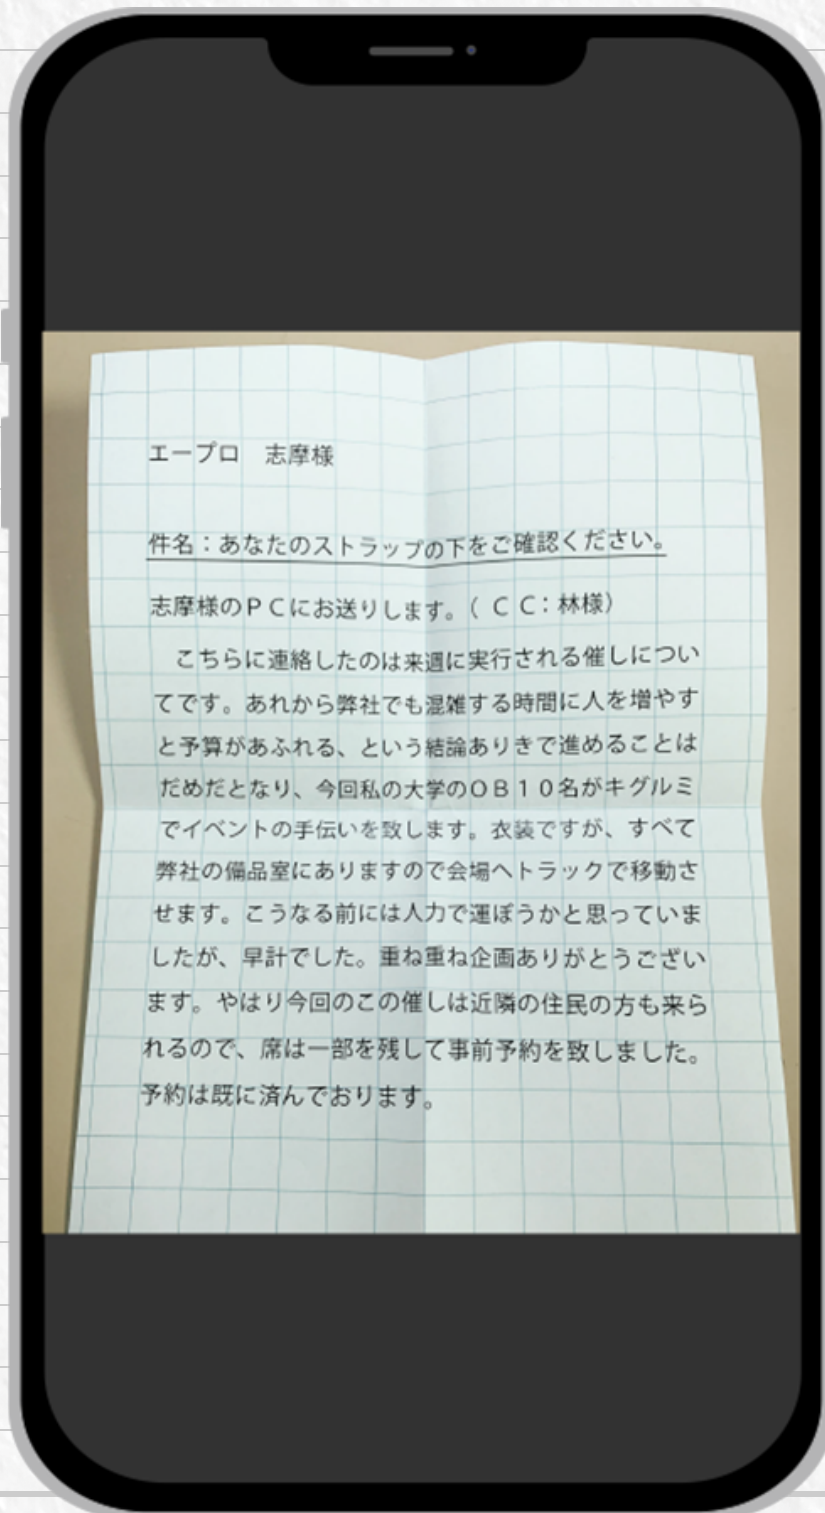 エープロ　志摩様
件名：あなたのストラップの下をご確認ください。
志摩様のＰＣにお送りします。（ ＣＣ：林様）
　こちらに連絡したのは来週に実行される催しについ
てです。あれから弊社でも混雑する時間に人を増やす
と予算があふれる、という結論ありきで進めることは
だめだとなり、今回私の大学のＯＢ１０名がキグルミ
でイベントの手伝いを致します。衣装ですが、すべて
弊社の備品室にありますので会場へトラックで移動さ
せます。こうなる前には人力で運ぼうかと思っていま
したが、早計でした。重ね重ね企画ありがとうござい
ます。やはり今回のこの催しは近隣の住民の方も来ら
れるので、席は一部を残して事前予約を致しました。
予約は既に済んでおります。